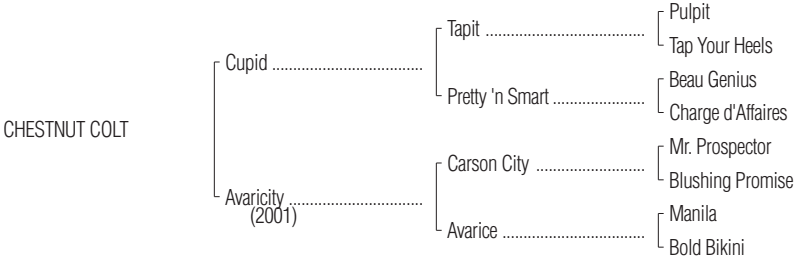 Pulpit
Tapit ..........................................
Tap Your Heels
Cupid ............................................
Beau Genius
Pretty 'n Smart ...........................
Charge d'Affaires
CHESTNUT COLT
Mr. Prospector
Carson City ................................
Blushing Promise
Avaricity ........................................
(2001)
Manila
Avarice ..........................................
Bold Bikini